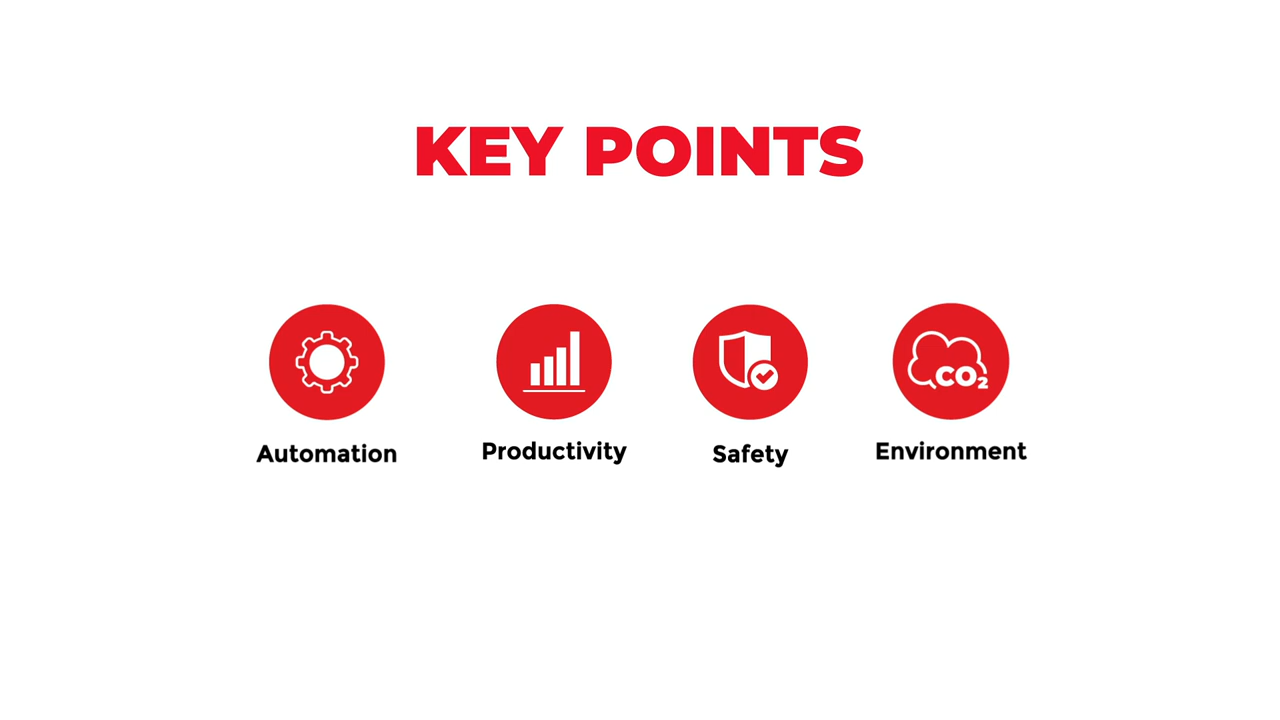 KEY POINTS
CO₂
Automation
Productivity
Safety
Environment